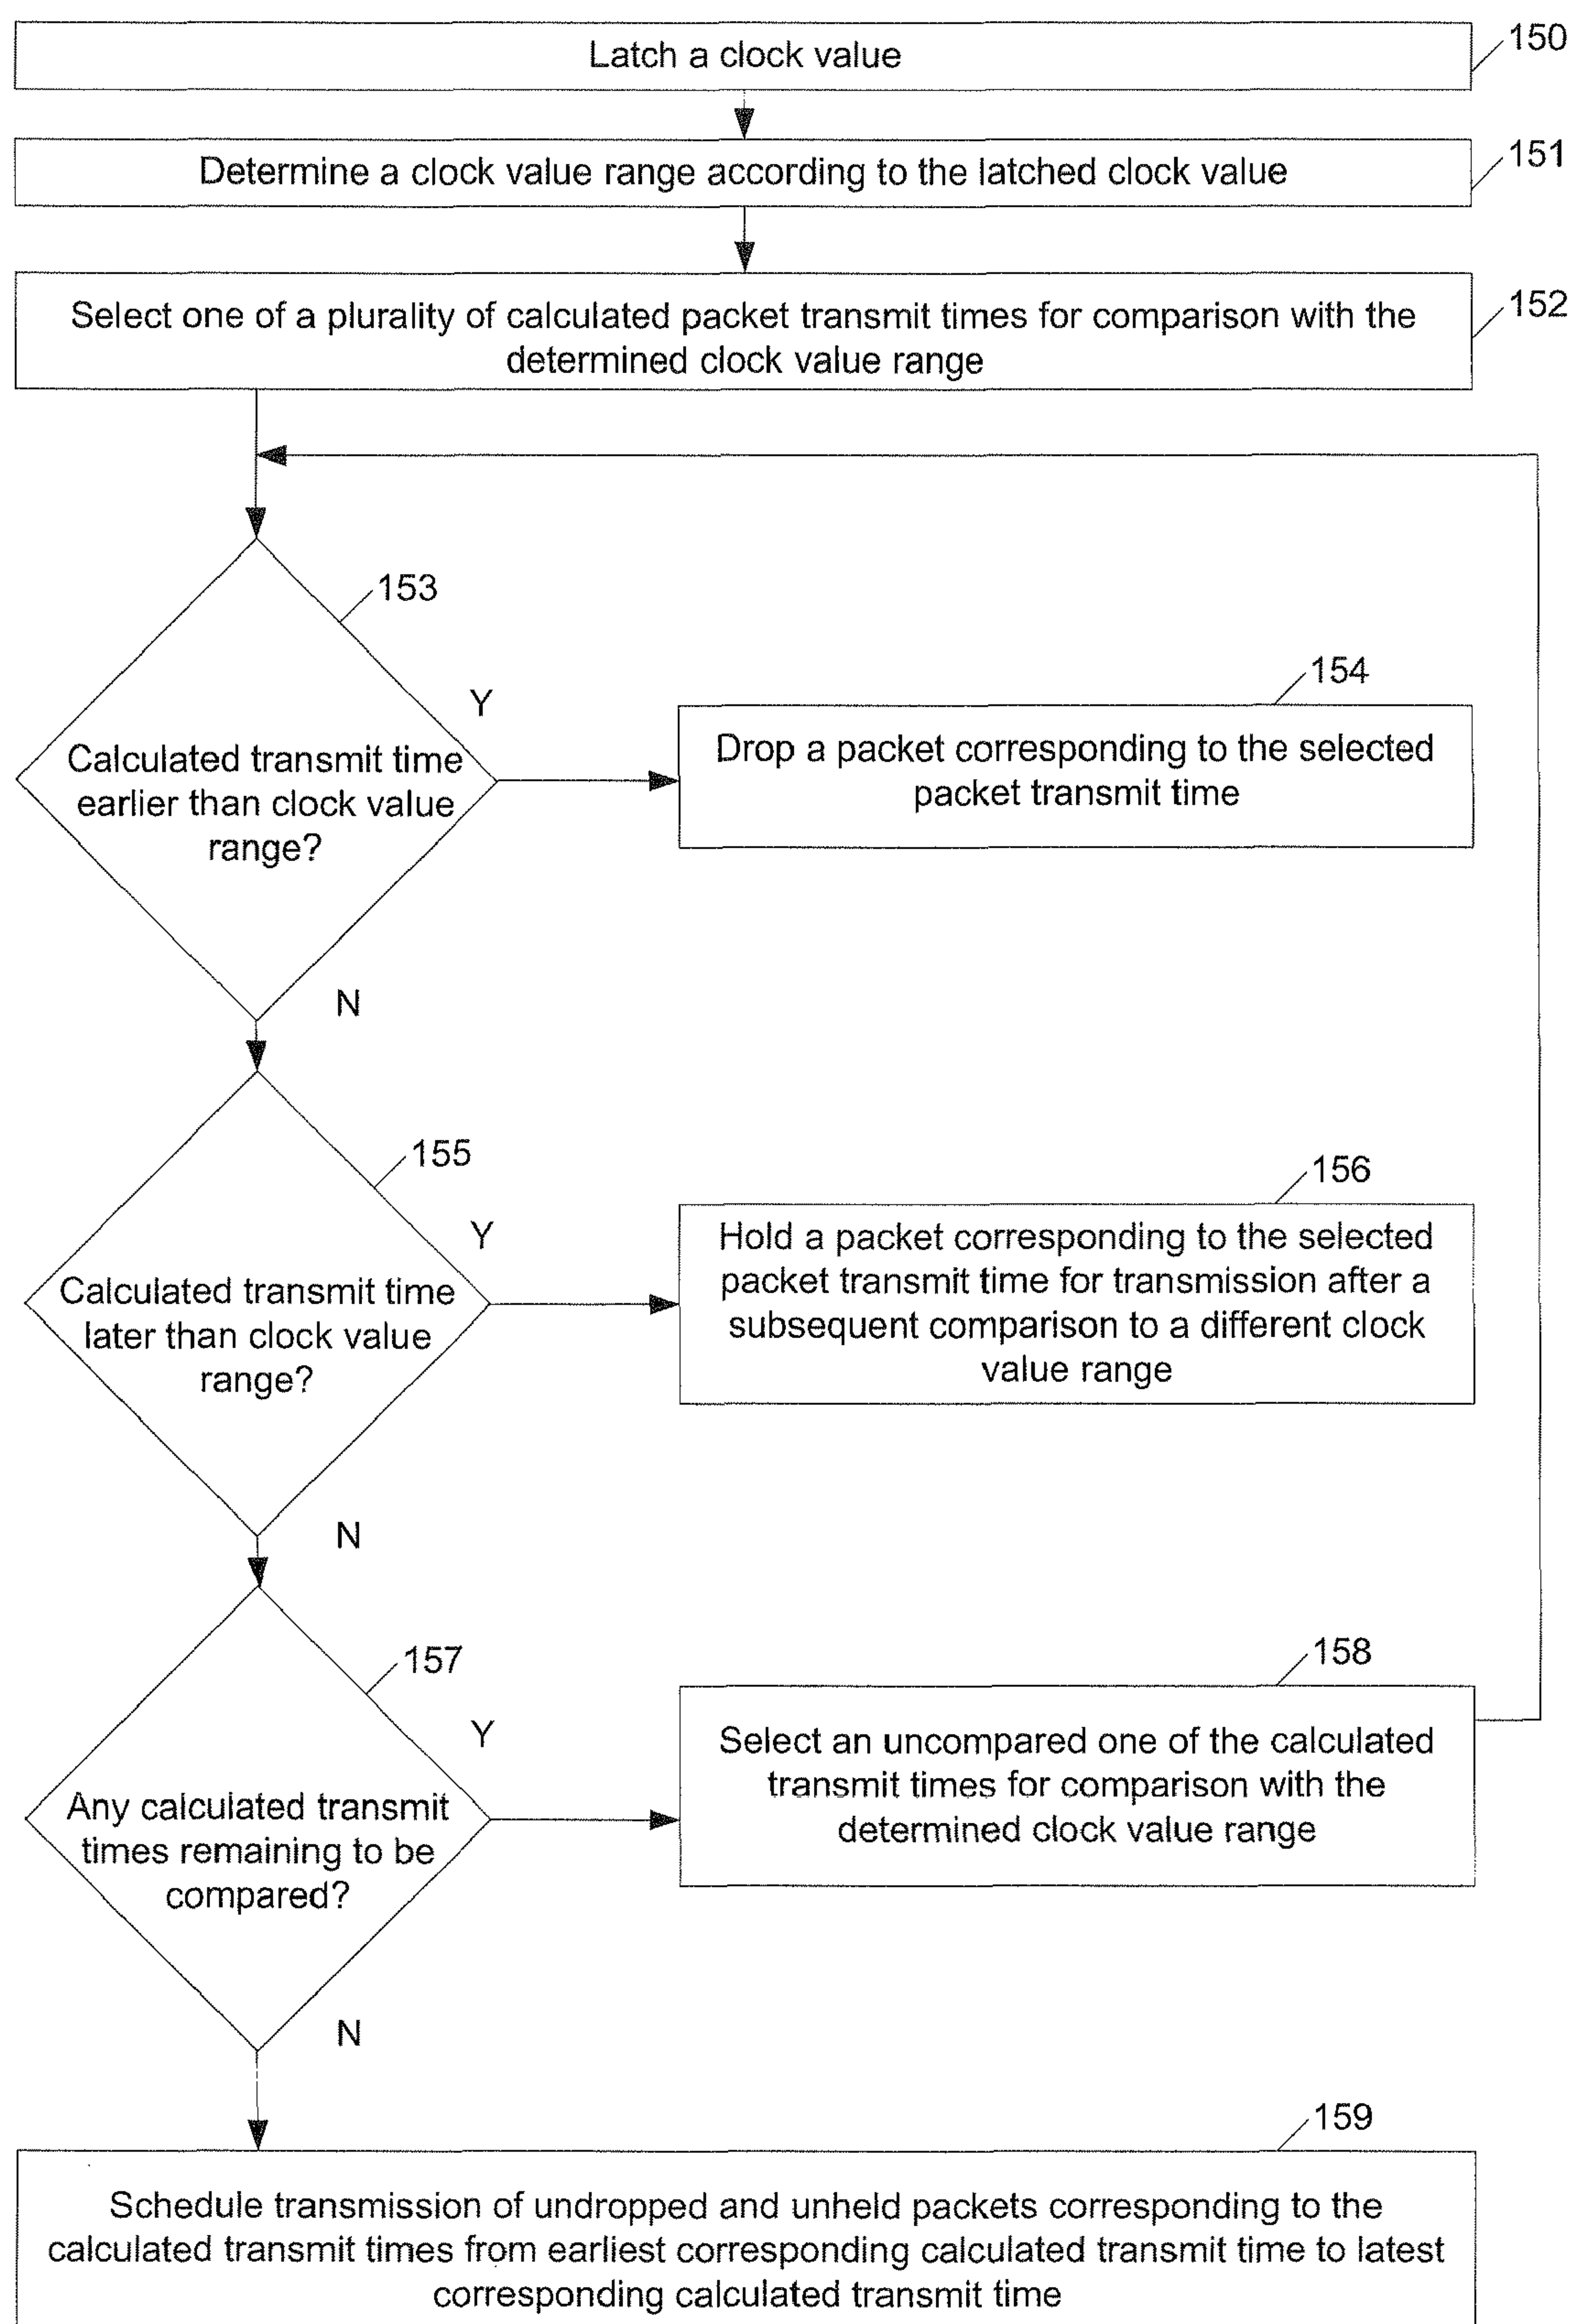 Latch a clock value
150
Determine a clock value range according to the latched clock value
151
Select one of a plurality of calculated packet transmit times for comparison with the
determined clock value range
152
153
Y
Calculated transmit time
earlier than clock value
range?
N
154
Drop a packet corresponding to the selected
packet transmit time
155
Y
Calculated transmit time
later than clock value
range?
N
156
Hold a packet corresponding to the selected
packet transmit time for transmission after a
subsequent comparison to a different clock
value range
157
Y
Any calculated transmit
times remaining to be
compared?
N
158
Select an uncompared one of the calculated
transmit times for comparison with the
determined clock value range
159
Schedule transmission of undropped and unheld packets corresponding to the
calculated transmit times from earliest corresponding calculated transmit time to latest
corresponding calculated transmit time